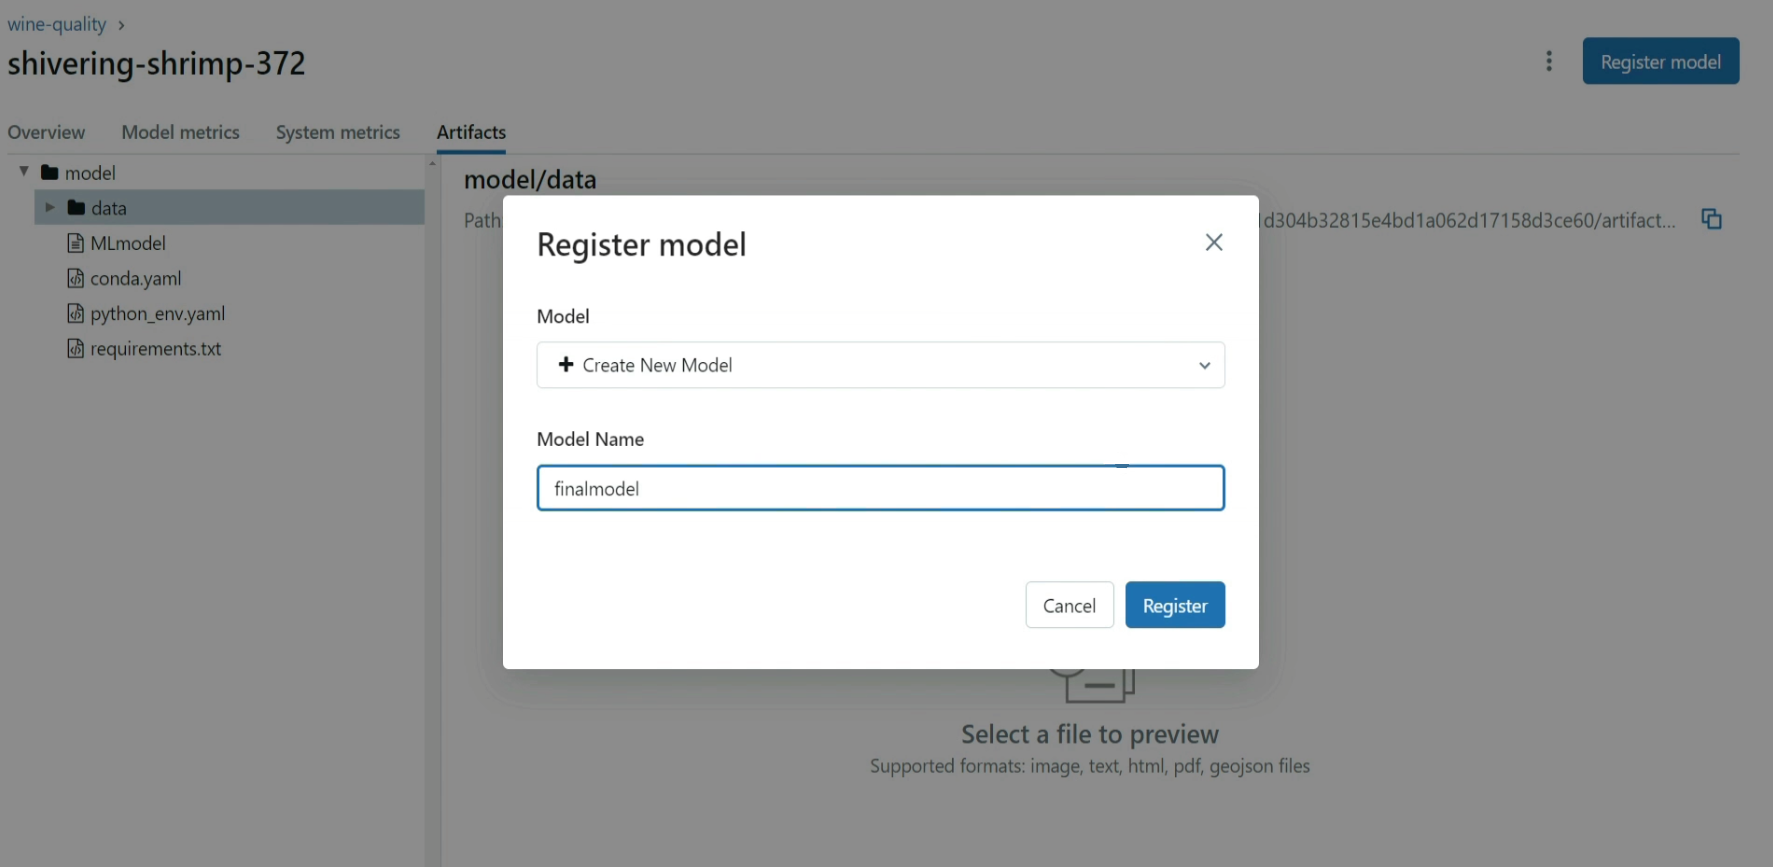 wine-quality ›
shivering-shrimp-372
Register model
Overview Model metrics System metrics Artifacts
model
data
MLmodel
conda.yaml
python_env.yaml
requirements.txt
model/data
Path 1d304b32815e4bd1a062d17158d3ce60/artifact...
Register model
Model
+ Create New Model
Model Name
finalmodel
Cancel Register
Select a file to preview
Supported formats: image, text, html, pdf, geojson files